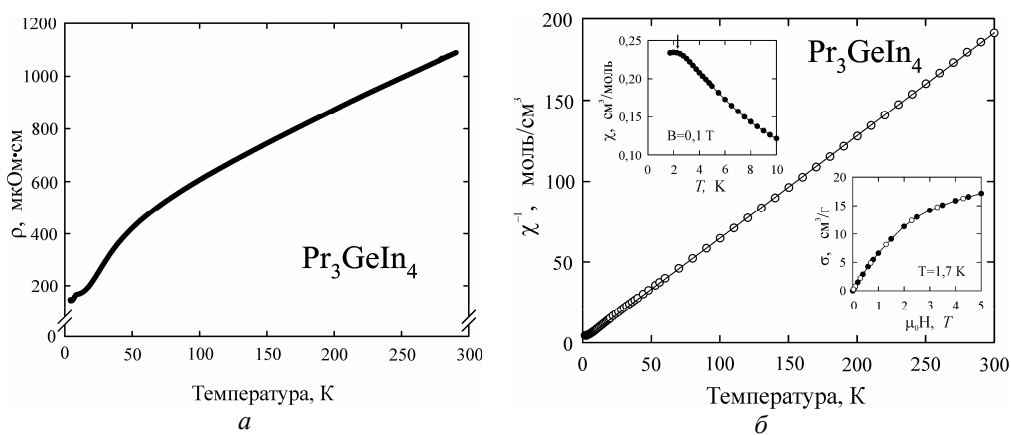 1200
1000
800
600
400
200
0
ρ, мкОм•см
Pr₃GeIn₄
0 50 100 150 200 250 300
Температура, К
а
200
150
100
50
0
χ⁻¹, моль/см³
Pr₃GeIn₄
0,25
0,20
0,15
0,10
χ, см³/моль
B=0,1 T
0 2 4 6 8 10
T, K
20
15
10
5
0
σ, см³/г
T=1,7 K
0 1 2 3 4 5
μ₀H, T
0 50 100 150 200 250 300
Температура, К
б